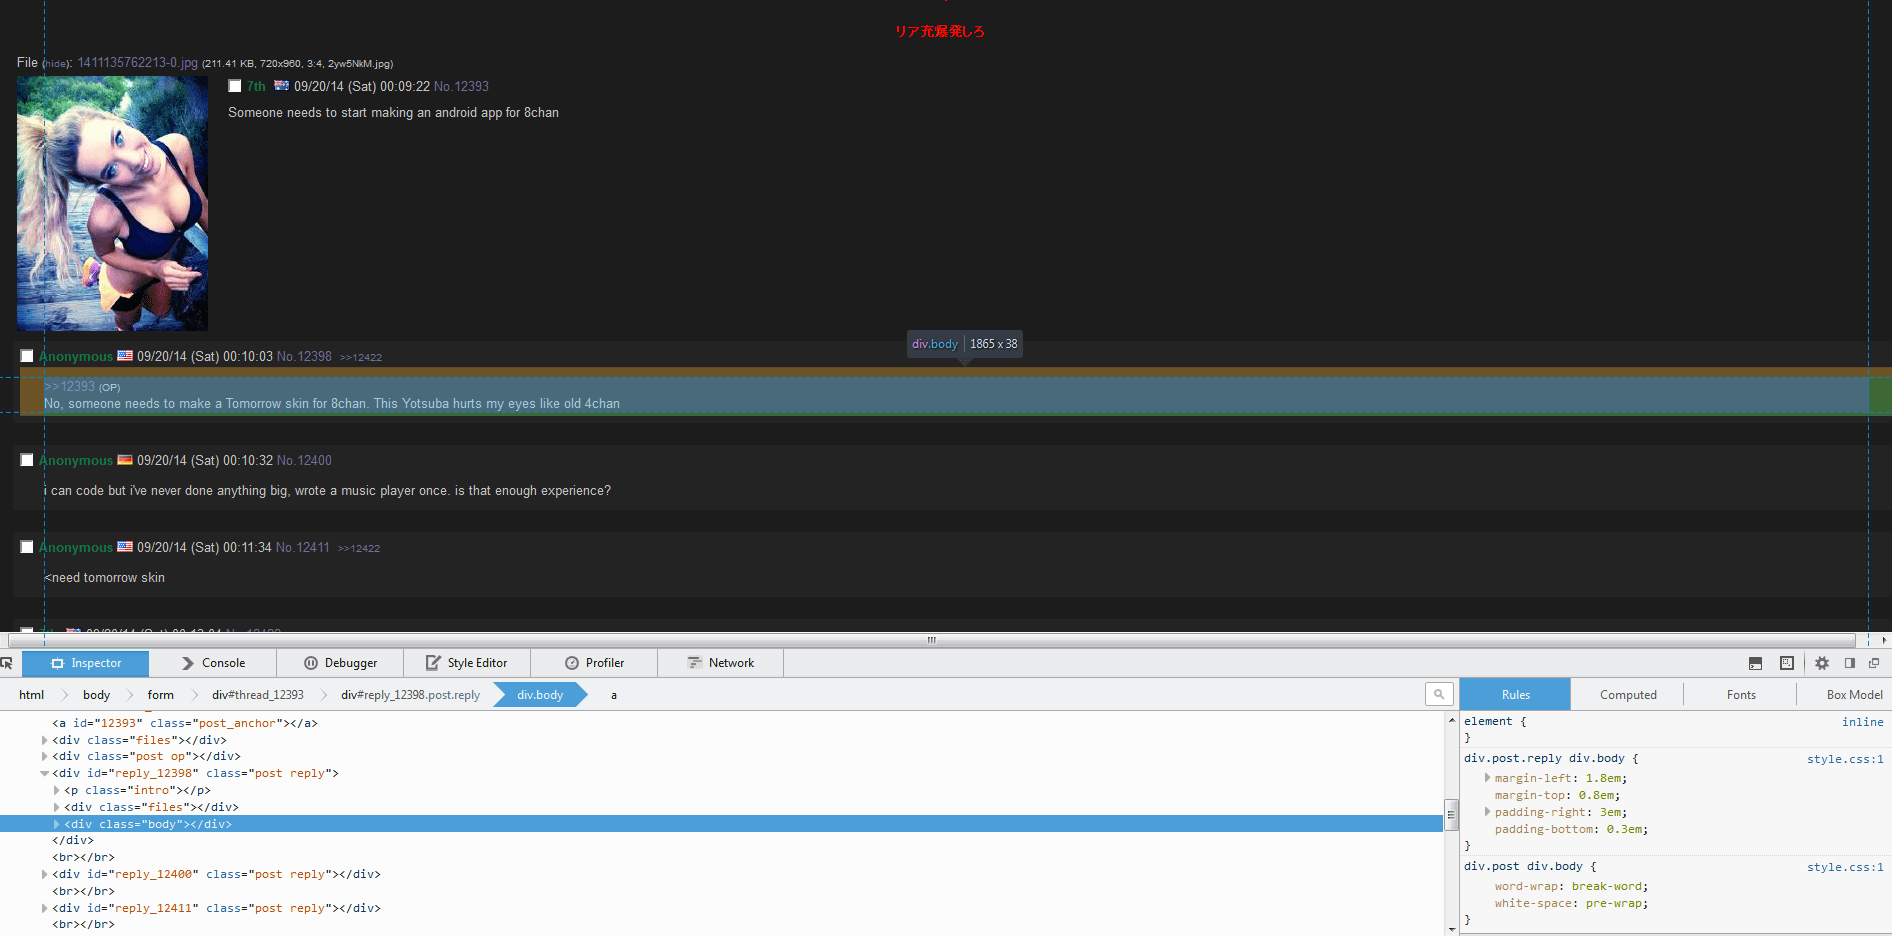 リア充爆発しろ
File (hide): 1411135762213-0.jpg (211.41 KB, 720x960, 3:4, 2yw5NkM.jpg)
7th 09/20/14 (Sat) 00:09:22 No.12393
Someone needs to start making an android app for 8chan
Anonymous 09/20/14 (Sat) 00:10:03 No.12398 >>12422
div.body 1865 x 38
>>12393 (OP)
No, someone needs to make a Tomorrow skin for 8chan. This Yotsuba hurts my eyes like old 4chan
Anonymous 09/20/14 (Sat) 00:10:32 No.12400
i can code but i've never done anything big, wrote a music player once. is that enough experience?
Anonymous 09/20/14 (Sat) 00:11:34 No.12411 >>12422
<need tomorrow skin
Inspector Console Debugger Style Editor Profiler Network
html body form div#thread_12393 div#reply_12398.post.reply div.body a
<a id="12393" class="post_anchor"></a>
<div class="files"></div>
<div class="post op"></div>
<div id="reply_12398" class="post reply">
<p class="intro"></p>
<div class="files"></div>
<div class="body"></div>
</div>
<br></br>
<div id="reply_12400" class="post reply"></div>
<br></br>
<div id="reply_12411" class="post reply"></div>
<br></br>
Rules Computed Fonts Box Model
element { inline
}
div.post.reply div.body { style.css:1
margin-left: 1.8em;
margin-top: 0.8em;
padding-right: 3em;
padding-bottom: 0.3em;
}
div.post div.body { style.css:1
word-wrap: break-word;
white-space: pre-wrap;
}